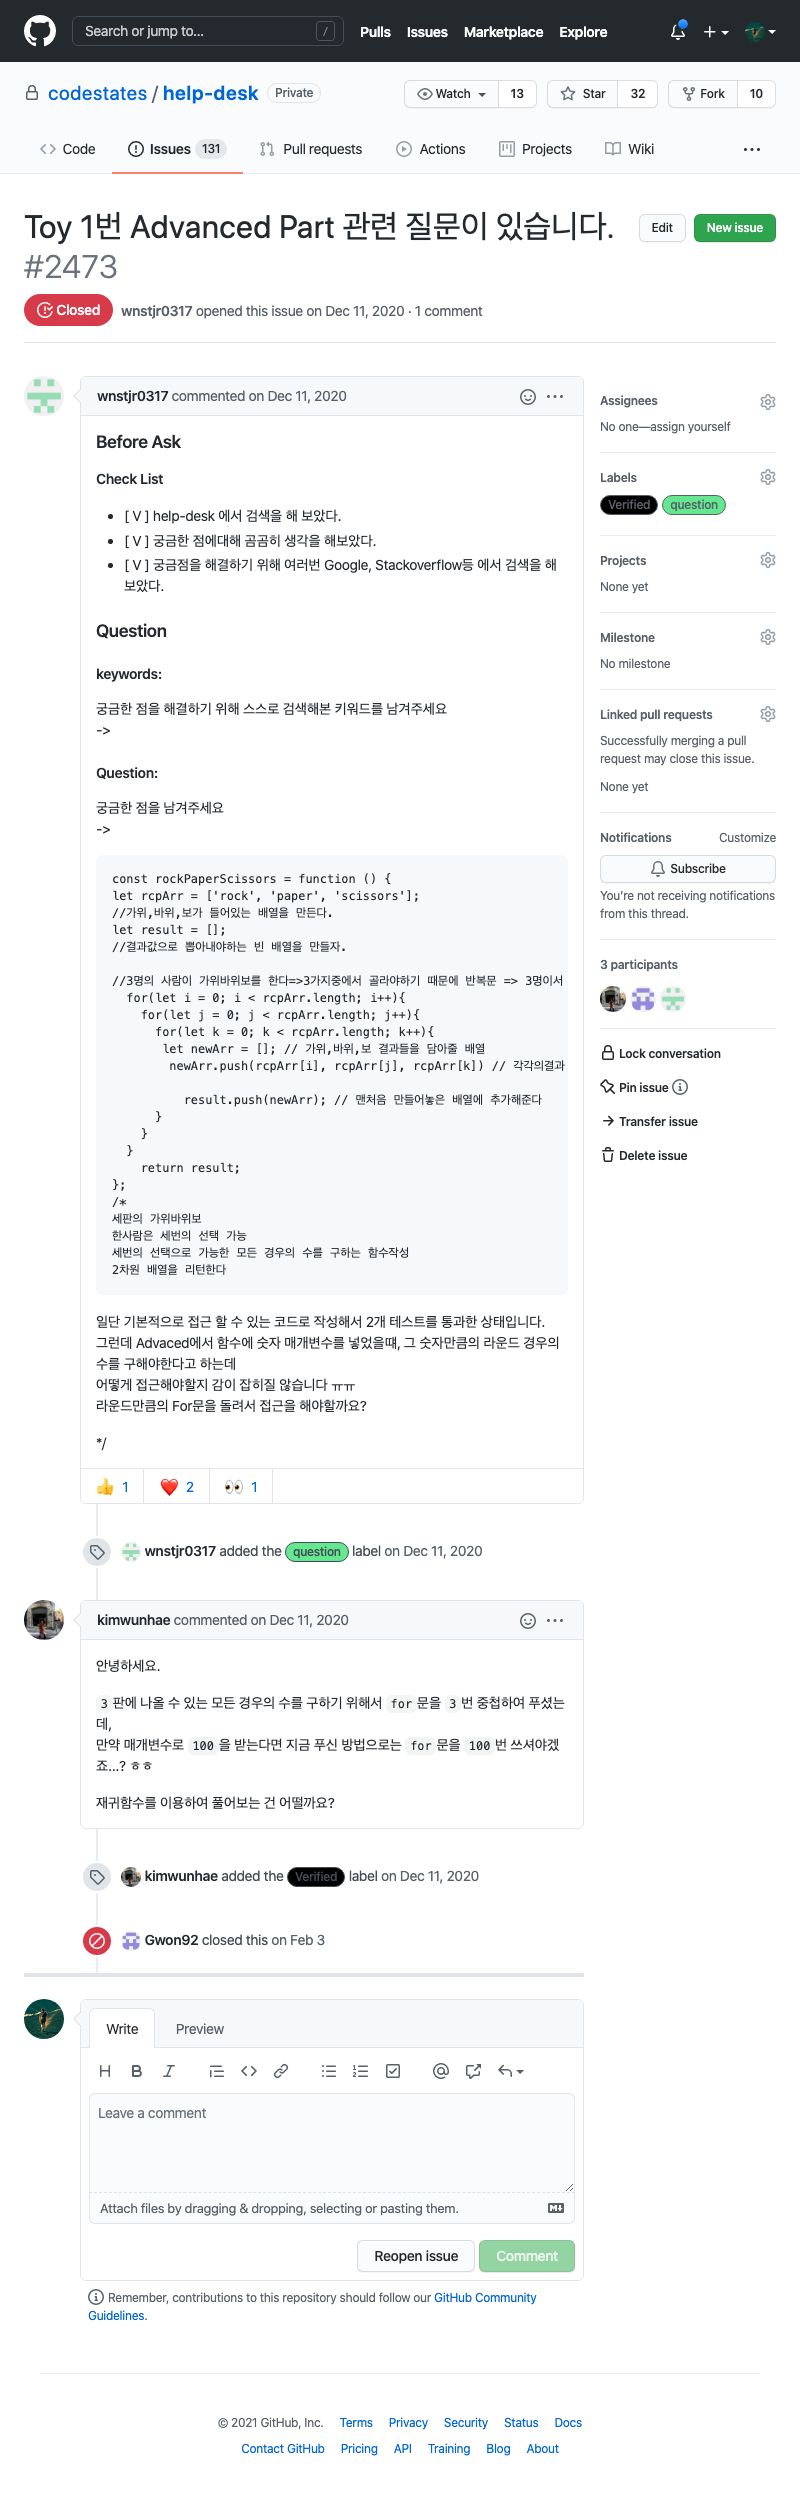 Search or jump to... /
Pulls Issues Marketplace Explore
codestates / help-desk Private
Watch 13 Star 32 Fork 10
Code Issues 131 Pull requests Actions Projects Wiki
Toy 1번 Advanced Part 관련 질문이 있습니다.
#2473
Edit New issue
Closed wnstjr0317 opened this issue on Dec 11, 2020 · 1 comment
wnstjr0317 commented on Dec 11, 2020
Before Ask
Check List
• [ V ] help-desk 에서 검색을 해 보았다.
• [ V ] 궁금한 점에대해 곰곰히 생각을 해보았다.
• [ V ] 궁금점을 해결하기 위해 여러번 Google, Stackoverflow등 에서 검색을 해
보았다.
Question
keywords:
궁금한 점을 해결하기 위해 스스로 검색해본 키워드를 남겨주세요
->
Question:
궁금한 점을 남겨주세요
->
const rockPaperScissors = function () {
let rcpArr = ['rock', 'paper', 'scissors'];
//가위,바위,보가 들어있는 배열을 만든다.
let result = [];
//결과값으로 뽑아내야하는 빈 배열을 만들자.
//3명의 사람이 가위바위보를 한다=>3가지중에서 골라야하기 때문에 반복문 => 3명이서
for(let i = 0; i < rcpArr.length; i++){
for(let j = 0; j < rcpArr.length; j++){
for(let k = 0; k < rcpArr.length; k++){
let newArr = []; // 가위,바위,보 결과들을 담아줄 배열
newArr.push(rcpArr[i], rcpArr[j], rcpArr[k]) // 각각의결과
result.push(newArr); // 맨처음 만들어놓은 배열에 추가해준다
}
}
}
return result;
};
/*
세판의 가위바위보
한사람은 세번의 선택 가능
세번의 선택으로 가능한 모든 경우의 수를 구하는 함수작성
2차원 배열을 리턴한다
일단 기본적으로 접근 할 수 있는 코드로 작성해서 2개 테스트를 통과한 상태입니다.
그런데 Advaced에서 함수에 숫자 매개변수를 넣었을떄, 그 숫자만큼의 라운드 경우의
수를 구해야한다고 하는데
어떻게 접근해야할지 감이 잡히질 않습니다 ㅠㅠ
라운드만큼의 For문을 돌려서 접근을 해야할까요?
*/
👍 1 ❤️ 2 👀 1
wnstjr0317 added the question label on Dec 11, 2020
kimwunhae commented on Dec 11, 2020
안녕하세요.
3 판에 나올 수 있는 모든 경우의 수를 구하기 위해서 for 문을 3 번 중첩하여 푸셨는
데,
만약 매개변수로 100 을 받는다면 지금 푸신 방법으로는 for 문을 100 번 쓰셔야겠
죠...? ㅎㅎ
재귀함수를 이용하여 풀어보는 건 어떨까요?
kimwunhae added the Verified label on Dec 11, 2020
Gwon92 closed this on Feb 3
Write Preview
Leave a comment
Attach files by dragging & dropping, selecting or pasting them.
Reopen issue Comment
Remember, contributions to this repository should follow our GitHub Community
Guidelines.
Assignees
No one—assign yourself
Labels
Verified question
Projects
None yet
Milestone
No milestone
Linked pull requests
Successfully merging a pull
request may close this issue.
None yet
Notifications Customize
Subscribe
You're not receiving notifications
from this thread.
3 participants
Lock conversation
Pin issue
Transfer issue
Delete issue
© 2021 GitHub, Inc. Terms Privacy Security Status Docs
Contact GitHub Pricing API Training Blog About